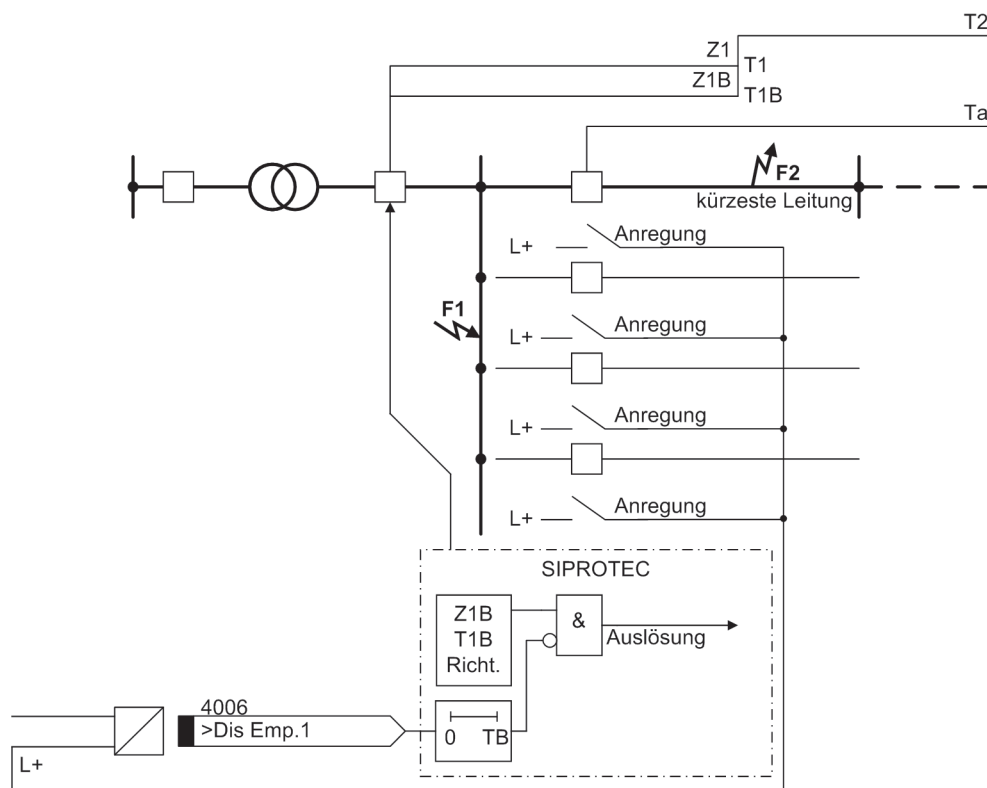 T2
Z1
T1
Z1B
T1B
Ta
F2
kürzeste Leitung
L+
Anregung
F1
L+
Anregung
L+
Anregung
L+
Anregung
SIPROTEC
Z1B
T1B
Richt.
&
Auslösung
4006
>Dis Emp.1
0 TB
L+